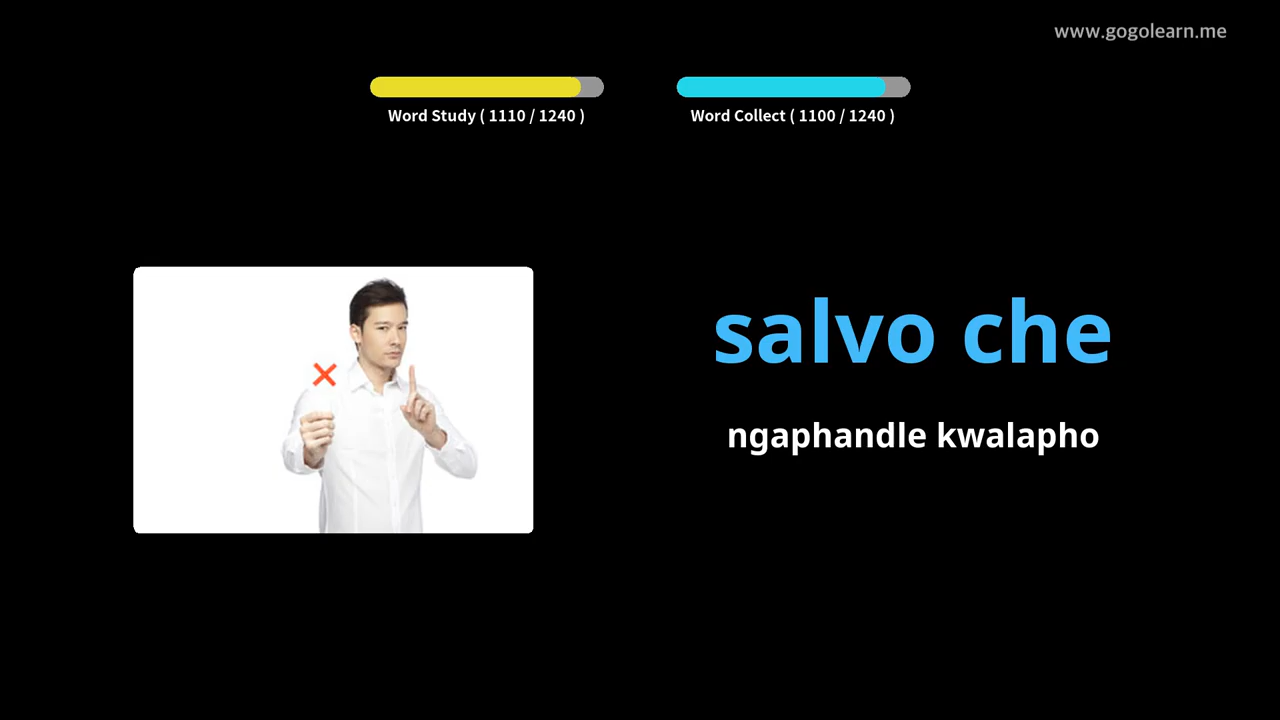 www.gogolearn.me
Word Study ( 1110 / 1240 )
Word Collect ( 1100 / 1240 )
salvo che
ngaphandle kwalapho